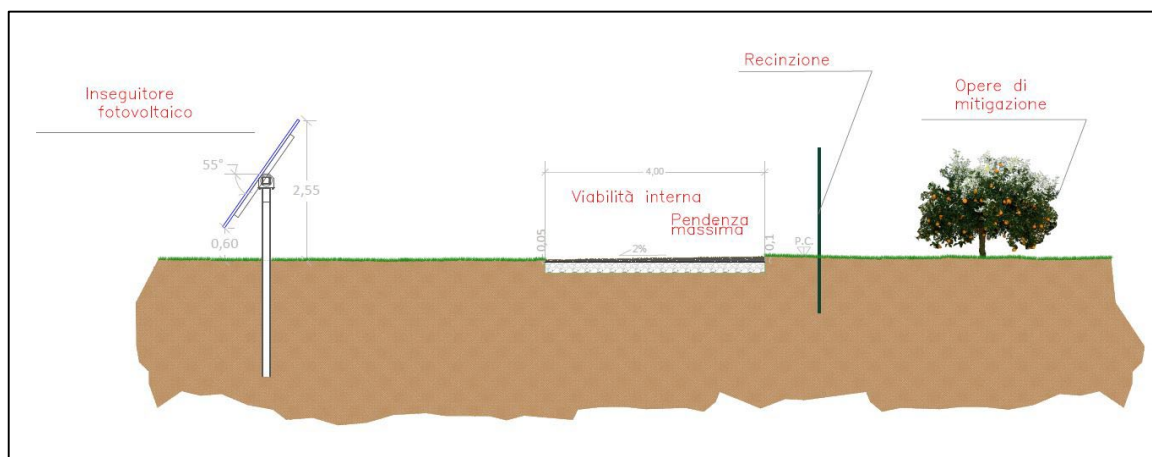 Inseguitore
fotovoltaico
55°
2,55
0,60
4,00
Viabilità interna
Pendenza
massima
0,05
2%
0,1
P.C.
Recinzione
Opere di
mitigazione